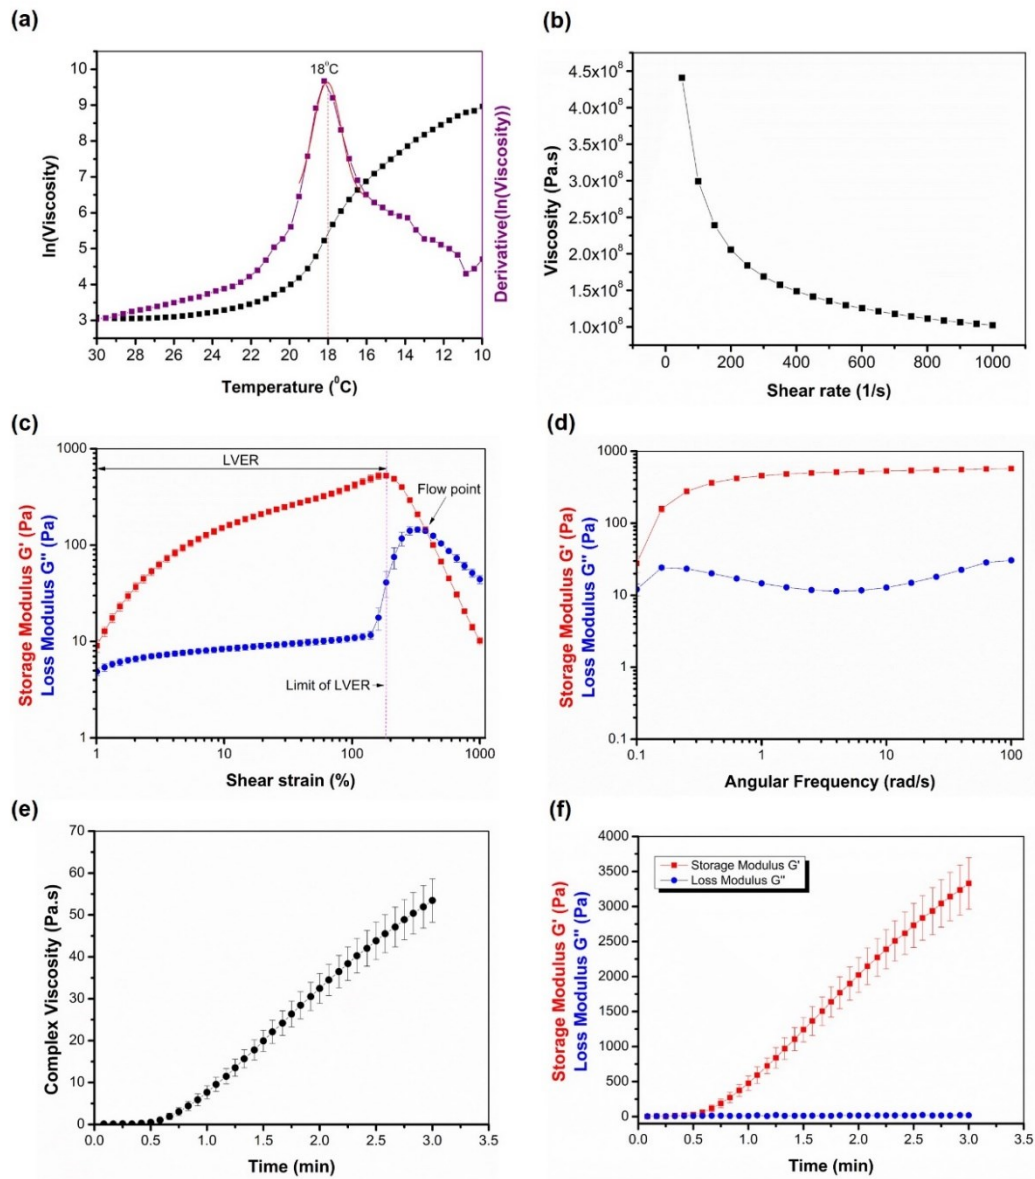 (a)
18°C
ln(Viscosity)
10
9
8
7
6
5
4
3
Derivative(ln(Viscosity))
30 28 26 24 22 20 18 16 14 12 10
Temperature (⁰C)
(b)
Viscosity (Pa.s)
4.5x10⁸
4.0x10⁸
3.5x10⁸
3.0x10⁸
2.5x10⁸
2.0x10⁸
1.5x10⁸
1.0x10⁸
0 200 400 600 800 1000
Shear rate (1/s)
(c)
Storage Modulus G' (Pa)
Loss Modulus G'' (Pa)
1000
100
10
1
LVER
Flow point
Limit of LVER
1 10 100 1000
Shear strain (%)
(d)
Storage Modulus G' (Pa)
Loss Modulus G'' (Pa)
1000
100
10
1
0.1
0.1 1 10 100
Angular Frequency (rad/s)
(e)
Complex Viscosity (Pa.s)
70
60
50
40
30
20
10
0
0.0 0.5 1.0 1.5 2.0 2.5 3.0 3.5
Time (min)
(f)
Storage Modulus G' (Pa)
Loss Modulus G'' (Pa)
4000
3500
3000
2500
2000
1500
1000
500
0
Storage Modulus G'
Loss Modulus G''
0.0 0.5 1.0 1.5 2.0 2.5 3.0 3.5
Time (min)